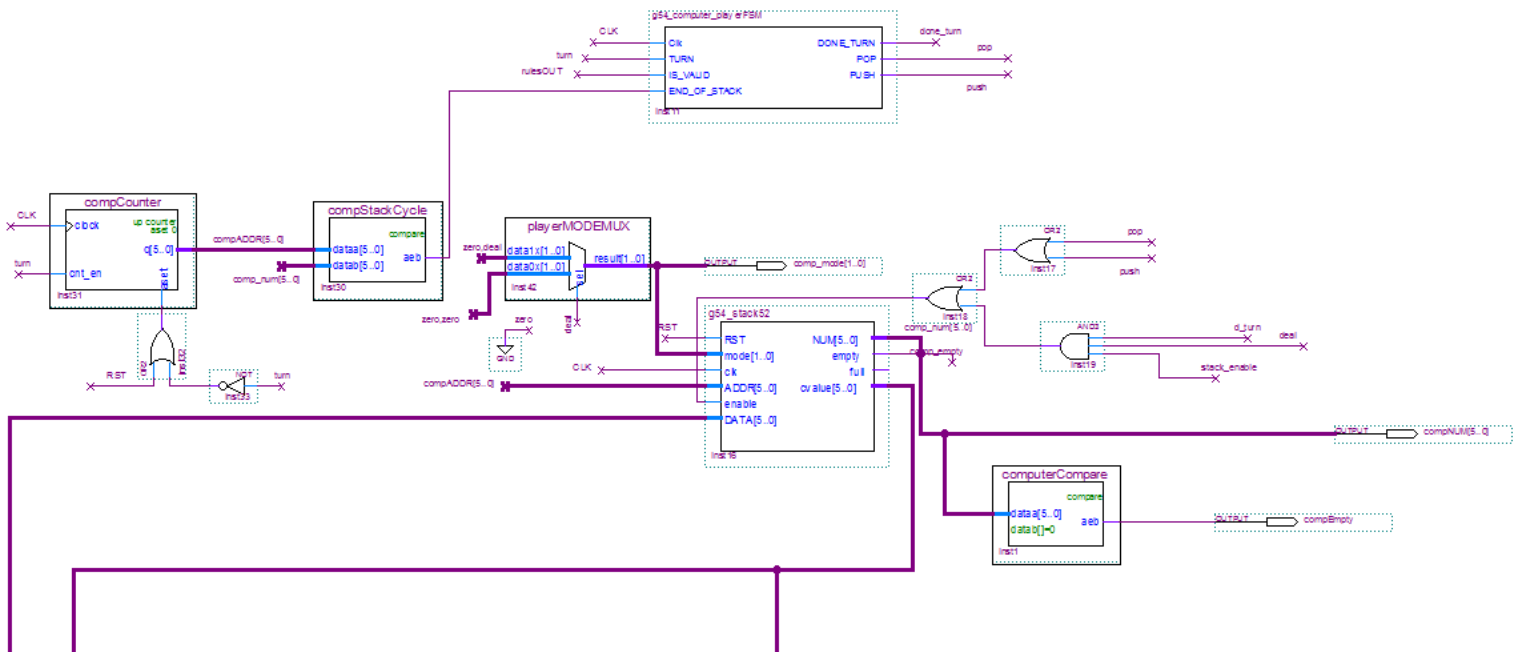 g54_computer_playerFSM
CLK
turn
rulesOUT
Clk
TURN
IS_VALID
END_OF_STACK
DONE_TURN
POP
PUSH
done_turn
pop
push
inst11
compCounter
CLK
clock
up counter
aset 0
q[5..0]
turn
cnt_en
aset
inst31
compADDR[5..0]
comp_num[5..0]
compStackCycle
compare
dataa[5..0]
datab[5..0]
aeb
inst30
OR2
inst32
RST
NOT
inst33
turn
playerMODEMUX
zero,deal
data1x[1..0]
data0x[1..0]
result[1..0]
sel
inst42
zero,zero
zero
GND
deal
OUTPUT
comp_mode[1..0]
g54_stack52
RST
CLK
compADDR[5..0]
RST
mode[1..0]
clk
ADDR[5..0]
enable
DATA[5..0]
NUM[5..0]
empty
full
cvalue[5..0]
inst16
comp_num[5..0]
comp_empty
OR2
inst17
pop
push
OR2
inst18
AND3
inst19
d_turn
deal
stack_enable
OUTPUT
compNUM[5..0]
computerCompare
compare
dataa[5..0]
datab[]=0
aeb
inst1
OUTPUT
compEmpty